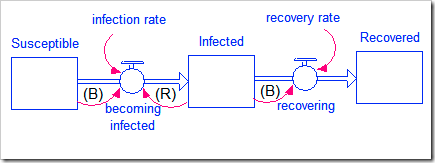 infection rate
recovery rate
Susceptible
Infected
Recovered
(B)
(R)
(B)
becoming
infected
recovering